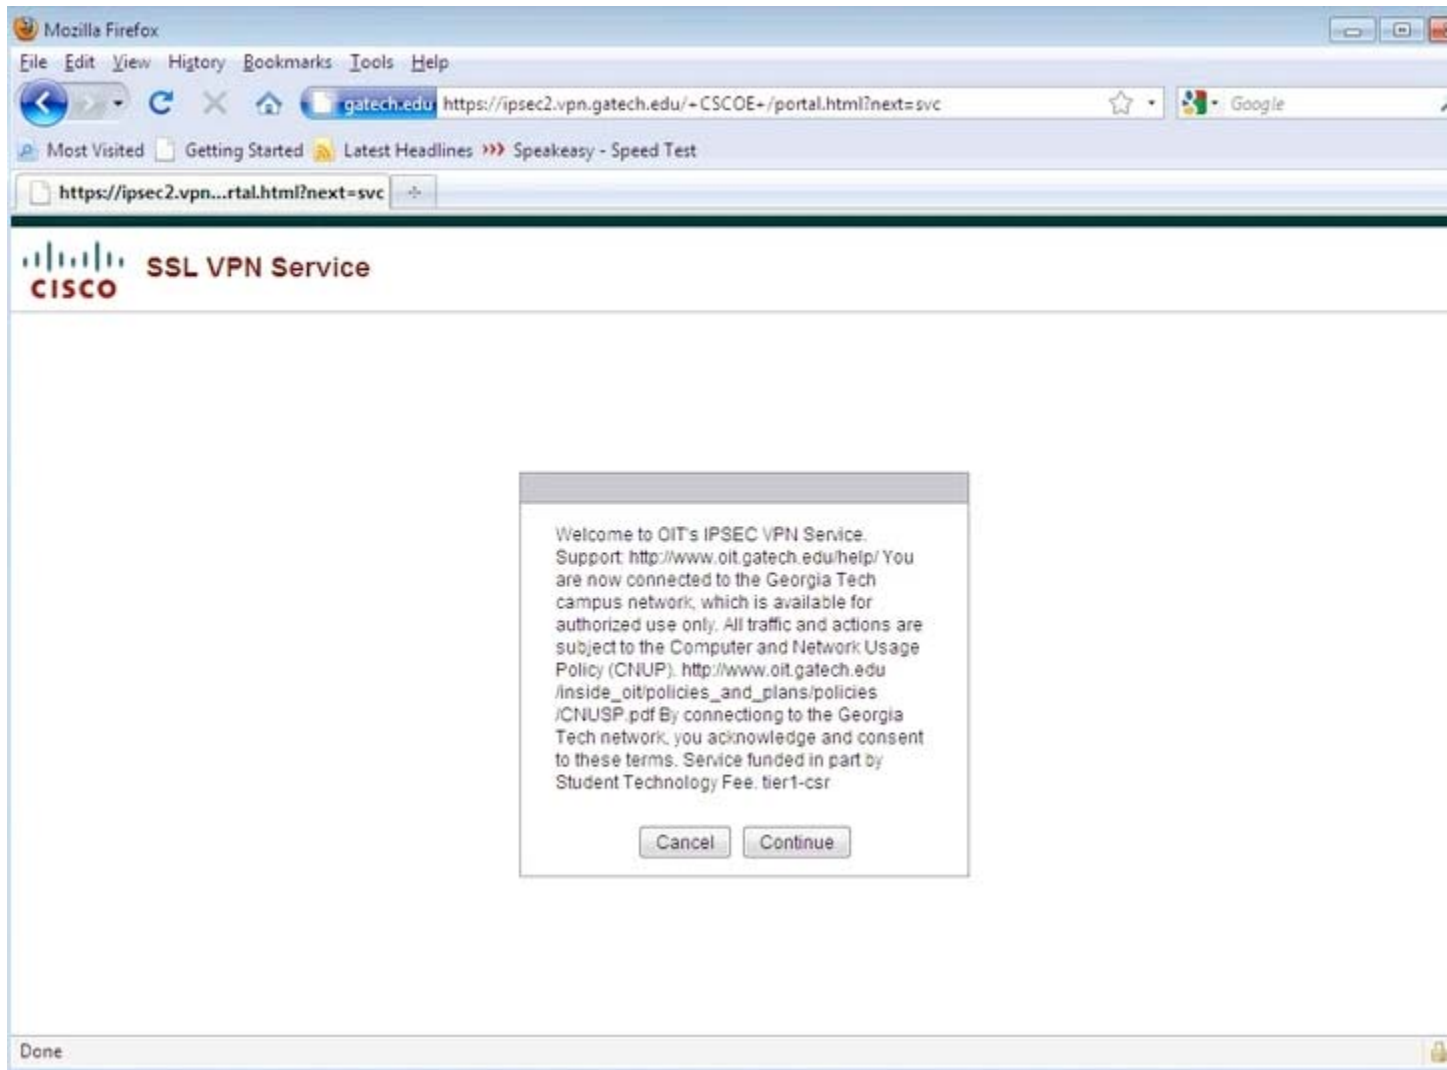 Mozilla Firefox
File Edit View History Bookmarks Tools Help
gatech.edu https://ipsec2.vpn.gatech.edu/+CSCOE+/portal.html?next=svc
Google
Most Visited Getting Started Latest Headlines Speakeasy - Speed Test
https://ipsec2.vpn...rtal.html?next=svc
CISCO SSL VPN Service
Welcome to OIT's IPSEC VPN Service.
Support: http://www.oit.gatech.edu/help/ You
are now connected to the Georgia Tech
campus network, which is available for
authorized use only. All traffic and actions are
subject to the Computer and Network Usage
Policy (CNUP). http://www.oit.gatech.edu
/inside_oit/policies_and_plans/policies
/CNUSP.pdf By connectiong to the Georgia
Tech network, you acknowledge and consent
to these terms. Service funded in part by
Student Technology Fee. tier1-csr
Cancel Continue
Done